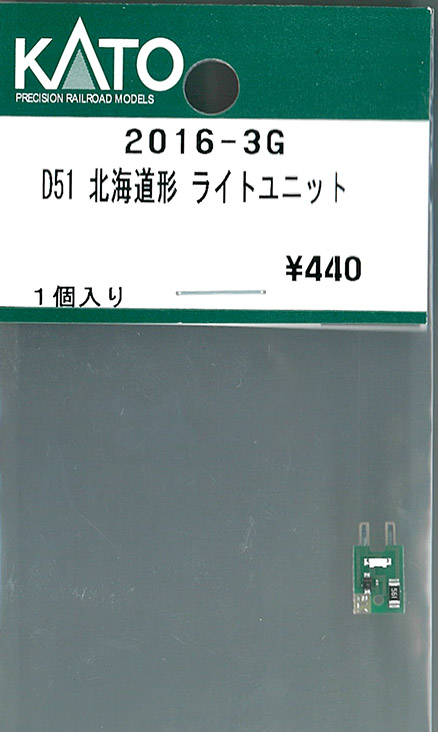 KATO
PRECISION RAILROAD MODELS
2016-3G
D51 北海道形 ライトユニット
¥440
1個入り
561